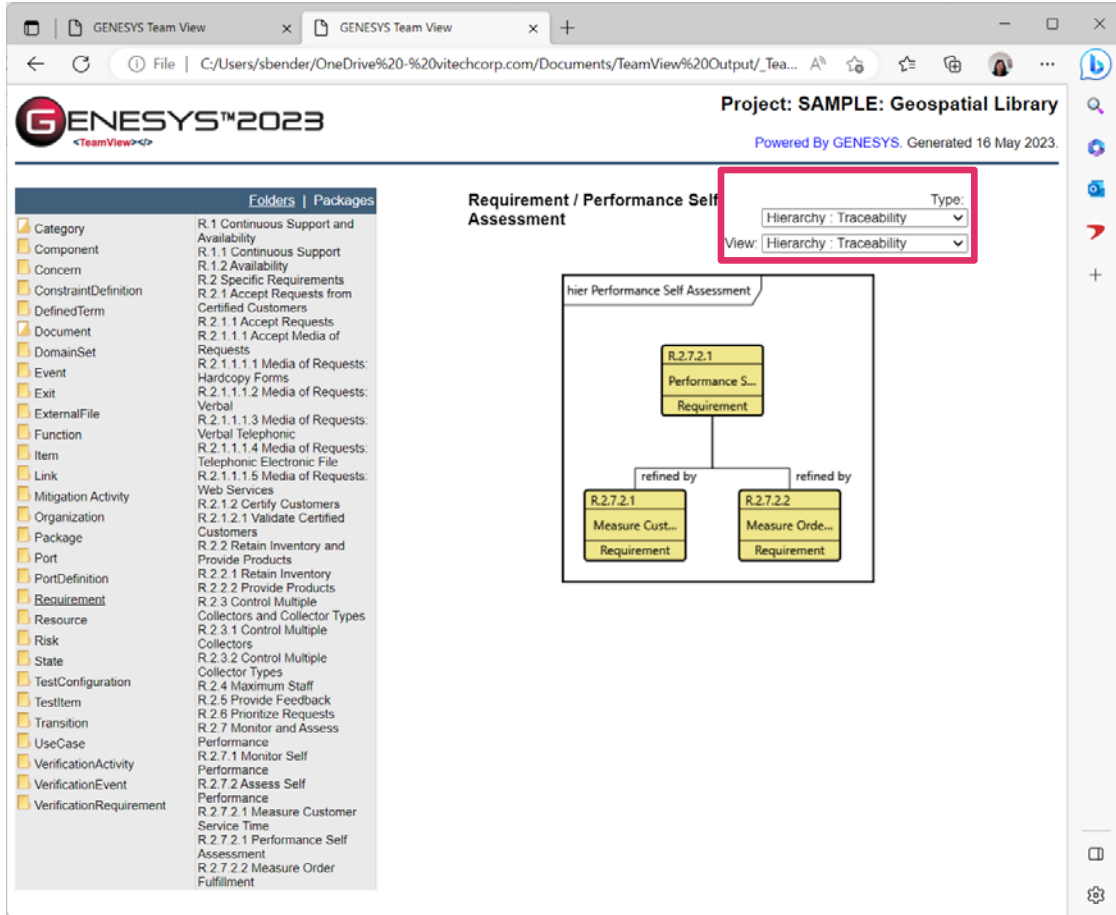 GENESYS Team View
GENESYS Team View
File | C:/Users/sbender/OneDrive%20-%20vitechcorp.com/Documents/TeamView%20Output/_Tea...
GENESYS™2023
<TeamView></>
Project: SAMPLE: Geospatial Library
Powered By GENESYS. Generated 16 May 2023.
Folders | Packages
Category
Component
Concern
ConstraintDefinition
DefinedTerm
Document
DomainSet
Event
Exit
ExternalFile
Function
Item
Link
Mitigation Activity
Organization
Package
Port
PortDefinition
Requirement
Resource
Risk
State
TestConfiguration
TestItem
Transition
UseCase
VerificationActivity
VerificationEvent
VerificationRequirement
R.1 Continuous Support and
Availability
R.1.1 Continuous Support
R.1.2 Availability
R.2 Specific Requirements
R.2.1 Accept Requests from
Certified Customers
R.2.1.1 Accept Requests
R.2.1.1.1 Accept Media of
Requests
R.2.1.1.1.1 Media of Requests:
Hardcopy Forms
R.2.1.1.1.2 Media of Requests:
Verbal
R.2.1.1.1.3 Media of Requests:
Verbal Telephonic
R.2.1.1.1.4 Media of Requests:
Telephonic Electronic File
R.2.1.1.1.5 Media of Requests:
Web Services
R.2.1.2 Certify Customers
R.2.1.2.1 Validate Certified
Customers
R.2.2 Retain Inventory and
Provide Products
R.2.2.1 Retain Inventory
R.2.2.2 Provide Products
R.2.3 Control Multiple
Collectors and Collector Types
R.2.3.1 Control Multiple
Collectors
R.2.3.2 Control Multiple
Collector Types
R.2.4 Maximum Staff
R.2.5 Provide Feedback
R.2.6 Prioritize Requests
R.2.7 Monitor and Assess
Performance
R.2.7.1 Monitor Self
Performance
R.2.7.2 Assess Self
Performance
R.2.7.2.1 Measure Customer
Service Time
R.2.7.2.1 Performance Self
Assessment
R.2.7.2.2 Measure Order
Fulfillment
Requirement / Performance Self
Assessment
Type:
Hierarchy : Traceability
View: Hierarchy : Traceability
hier Performance Self Assessment
R.2.7.2.1
Performance S...
Requirement
refined by
refined by
R.2.7.2.1
Measure Cust...
Requirement
R.2.7.2.2
Measure Orde...
Requirement